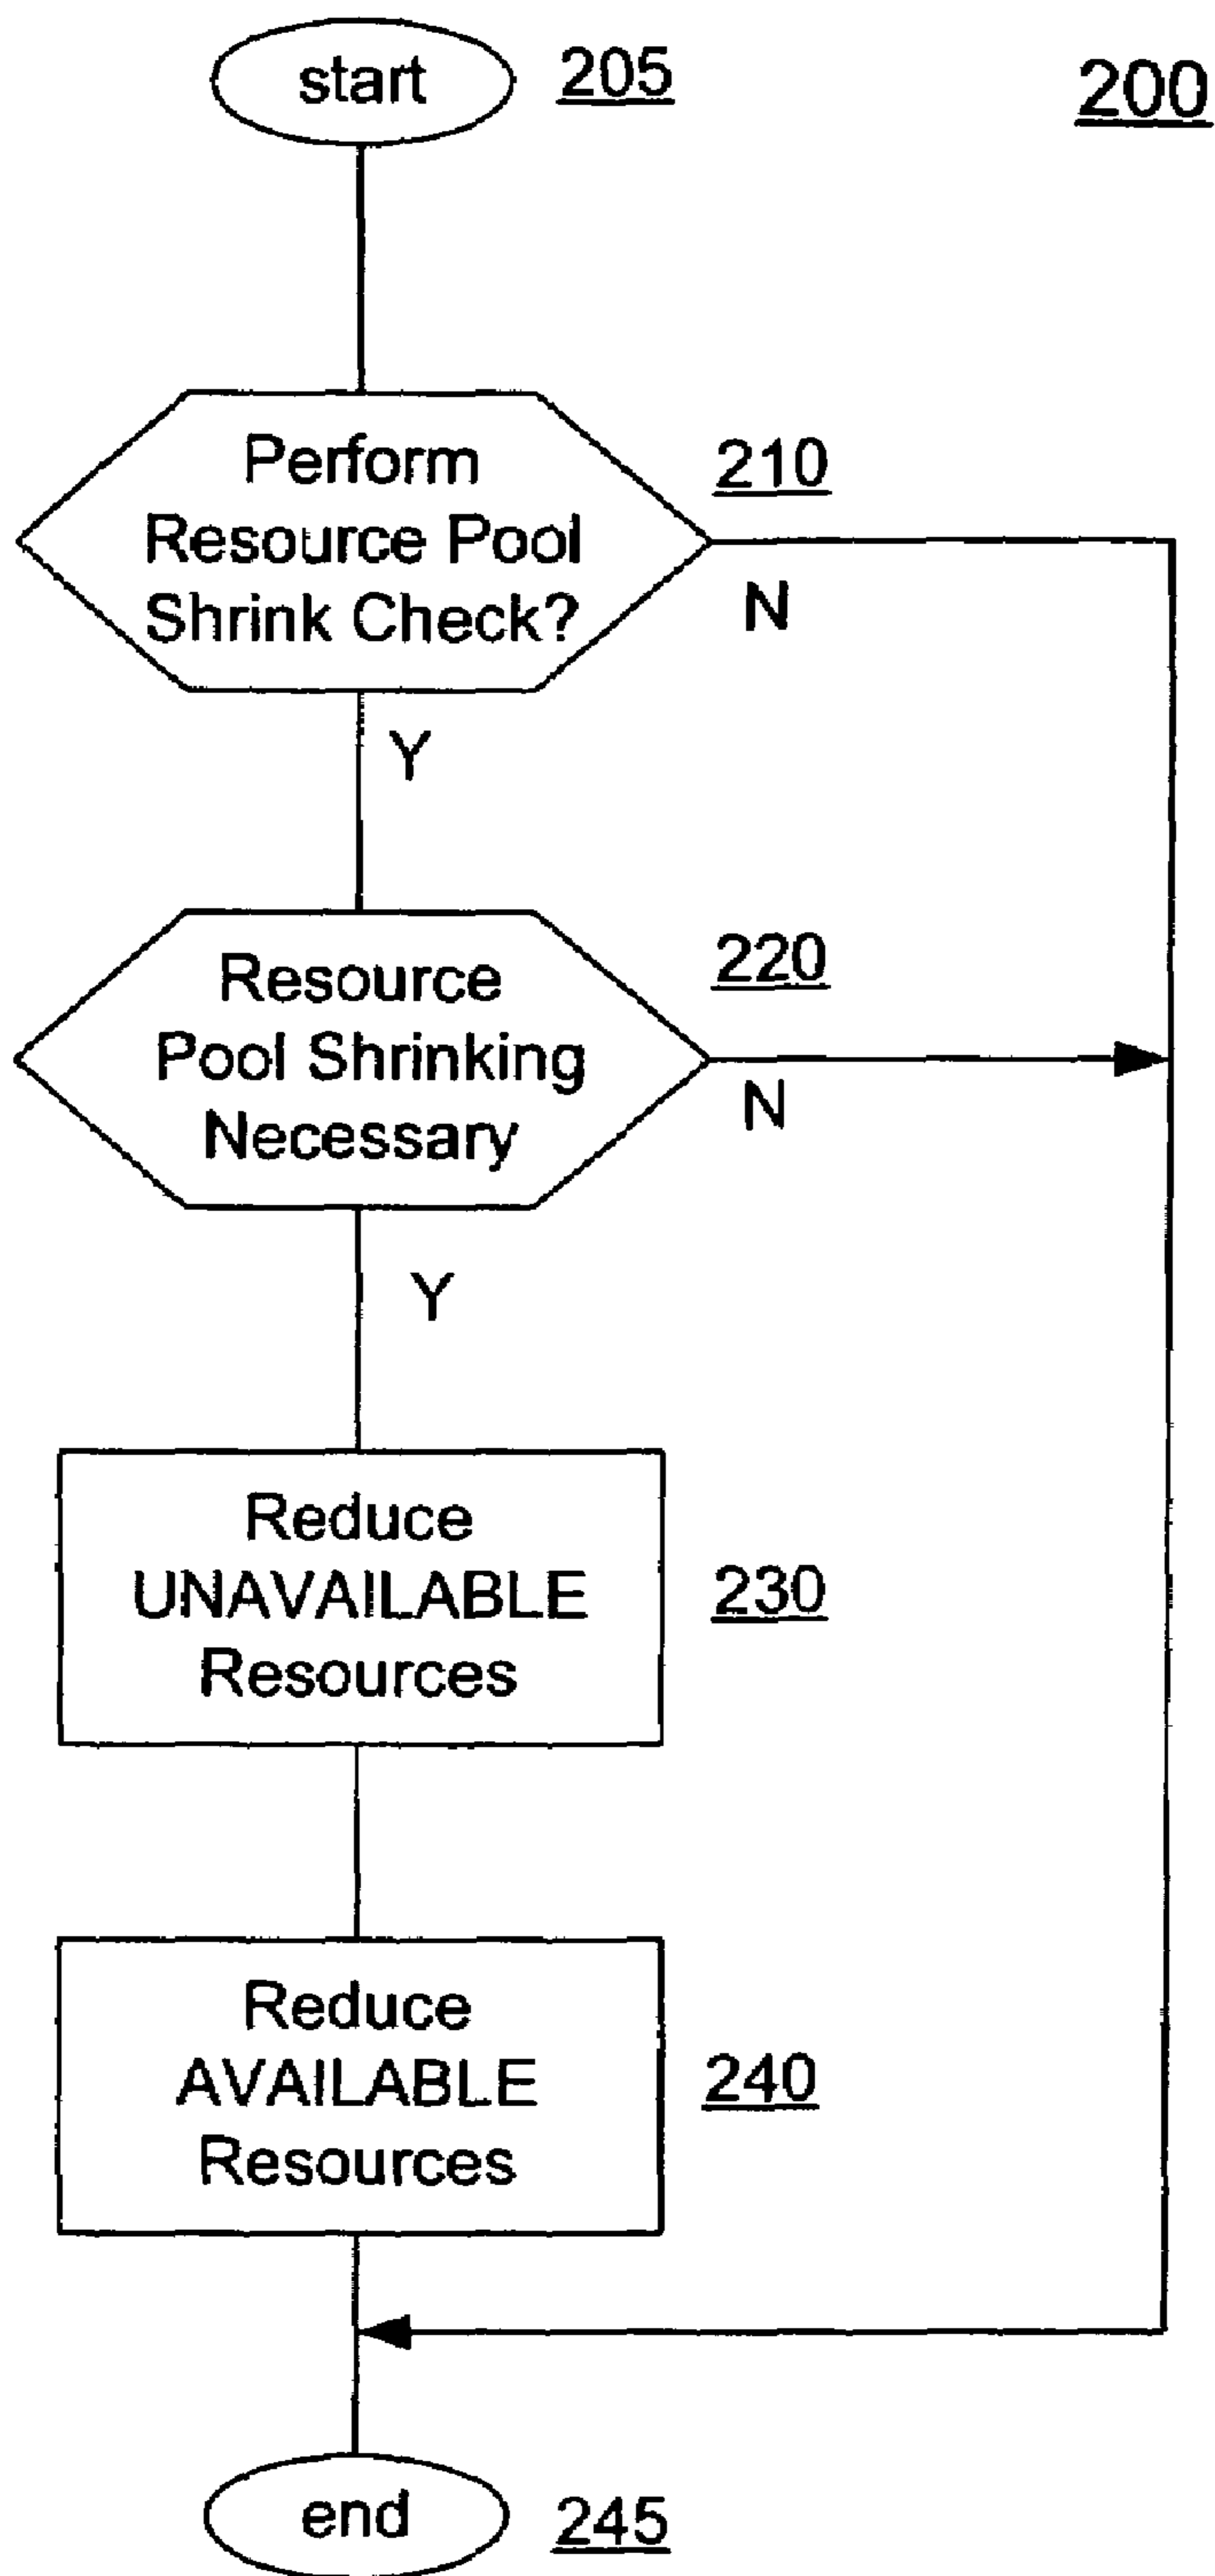 start
205
200
Perform
Resource Pool
Shrink Check?
210
N
Y
Resource
Pool Shrinking
Necessary
220
N
Y
Reduce
UNAVAILABLE
Resources
230
Reduce
AVAILABLE
Resources
240
end
245